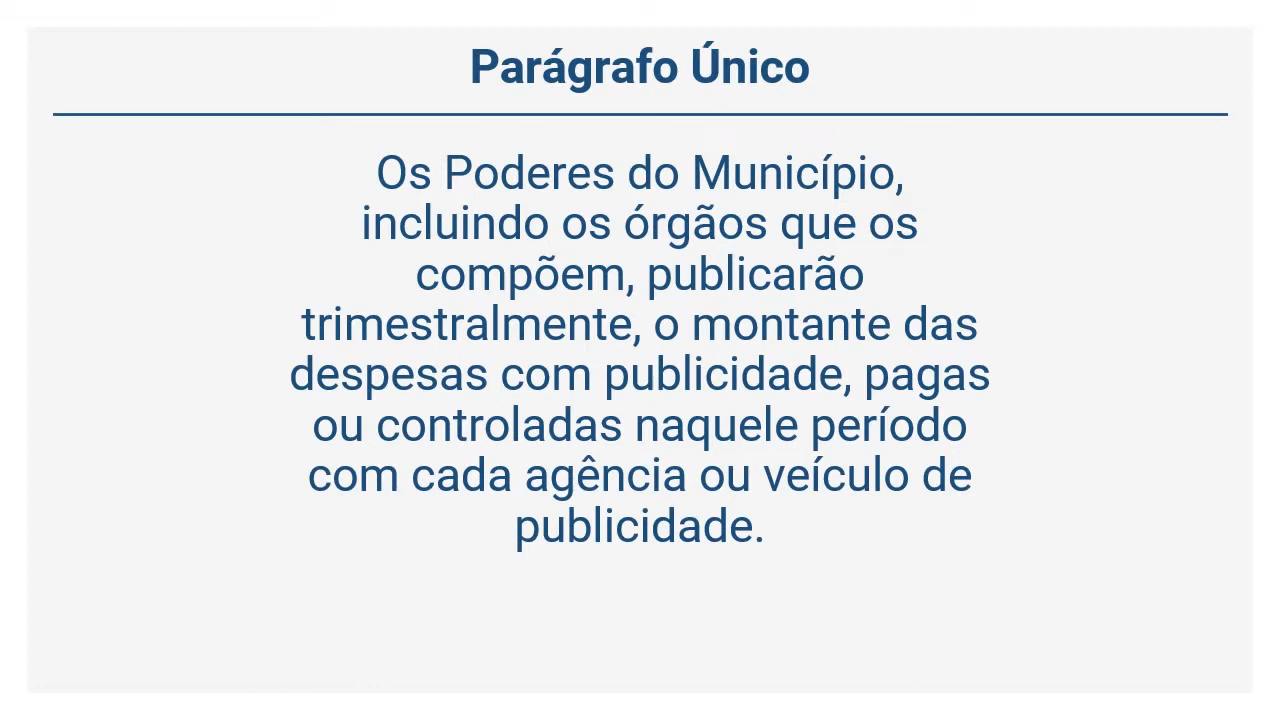 Parágrafo Único
Os Poderes do Município,
incluindo os órgãos que os
compõem, publicarão
trimestralmente, o montante das
despesas com publicidade, pagas
ou controladas naquele período
com cada agência ou veículo de
publicidade.